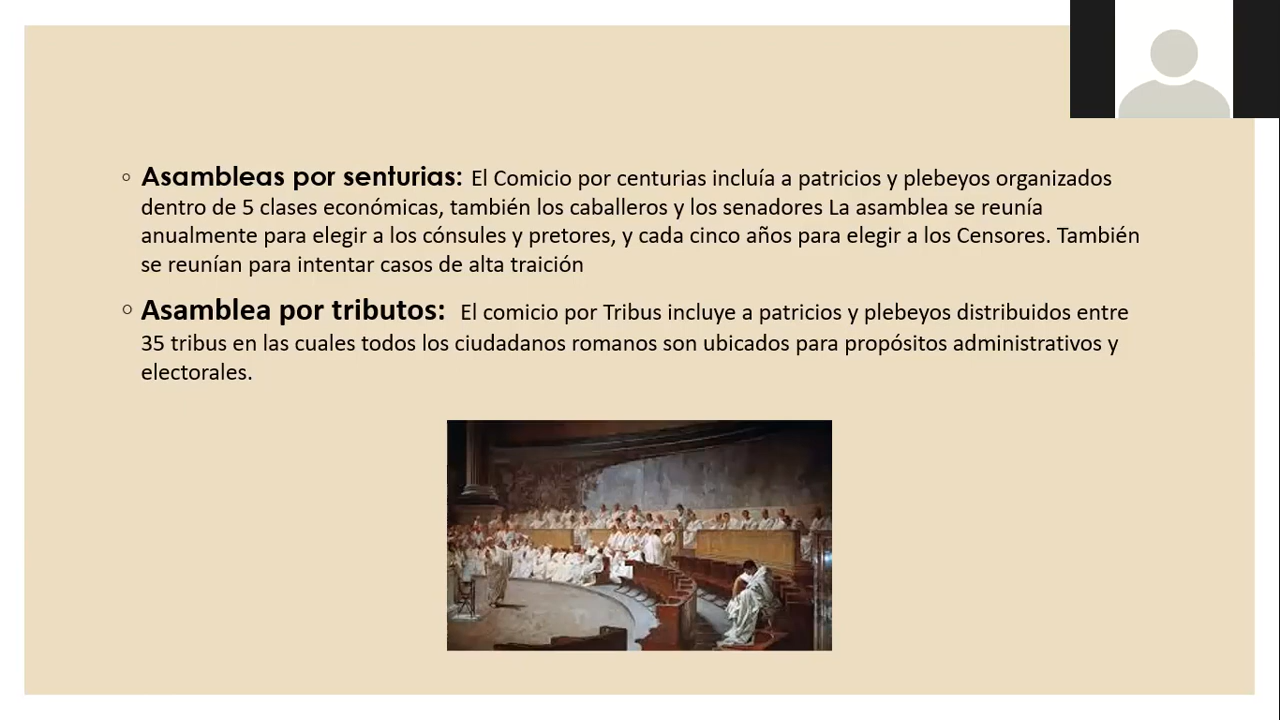 Asambleas por senturias: El Comicio por centurias incluía a patricios y plebeyos organizados
dentro de 5 clases económicas, también los caballeros y los senadores La asamblea se reunía
anualmente para elegir a los cónsules y pretores, y cada cinco años para elegir a los Censores. También
se reunían para intentar casos de alta traición
Asamblea por tributos: El comicio por Tribus incluye a patricios y plebeyos distribuidos entre
35 tribus en las cuales todos los ciudadanos romanos son ubicados para propósitos administrativos y
electorales.